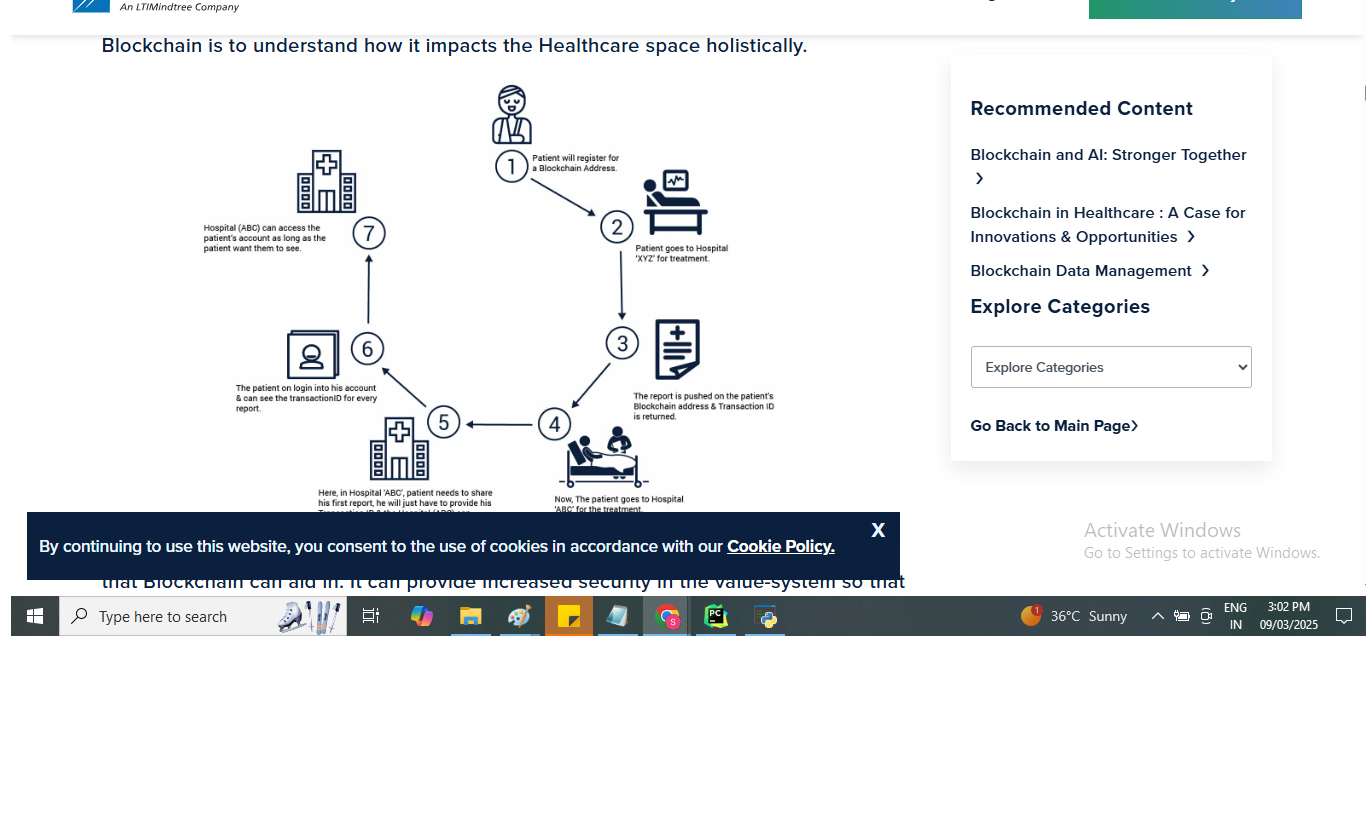 An LTIMindtree Company
Blockchain is to understand how it impacts the Healthcare space holistically.
1
Patient will register for
a Blockchain Address.
2
Patient goes to Hospital
'XYZ' for treatment.
3
The report is pushed on the patient's
Blockchain address & Transaction ID
is returned.
4
Now, The patient goes to Hospital
'ABC' for the treatment.
5
Here, in Hospital 'ABC', patient needs to share
his first report, he will just have to provide his
6
The patient on login into his account
& can see the transactionID for every
report.
7
Hospital (ABC) can access the
patient's account as long as the
patient want them to see.
Recommended Content
Blockchain and AI: Stronger Together
>
Blockchain in Healthcare : A Case for
Innovations & Opportunities >
Blockchain Data Management >
Explore Categories
Explore Categories
Go Back to Main Page>
By continuing to use this website, you consent to the use of cookies in accordance with our Cookie Policy.
X
that Blockchain can aid in. It can provide increased security in the value-system so that
Activate Windows
Go to Settings to activate Windows.
Type here to search
PC
S
1
36°C Sunny
ENG
IN
3:02 PM
09/03/2025